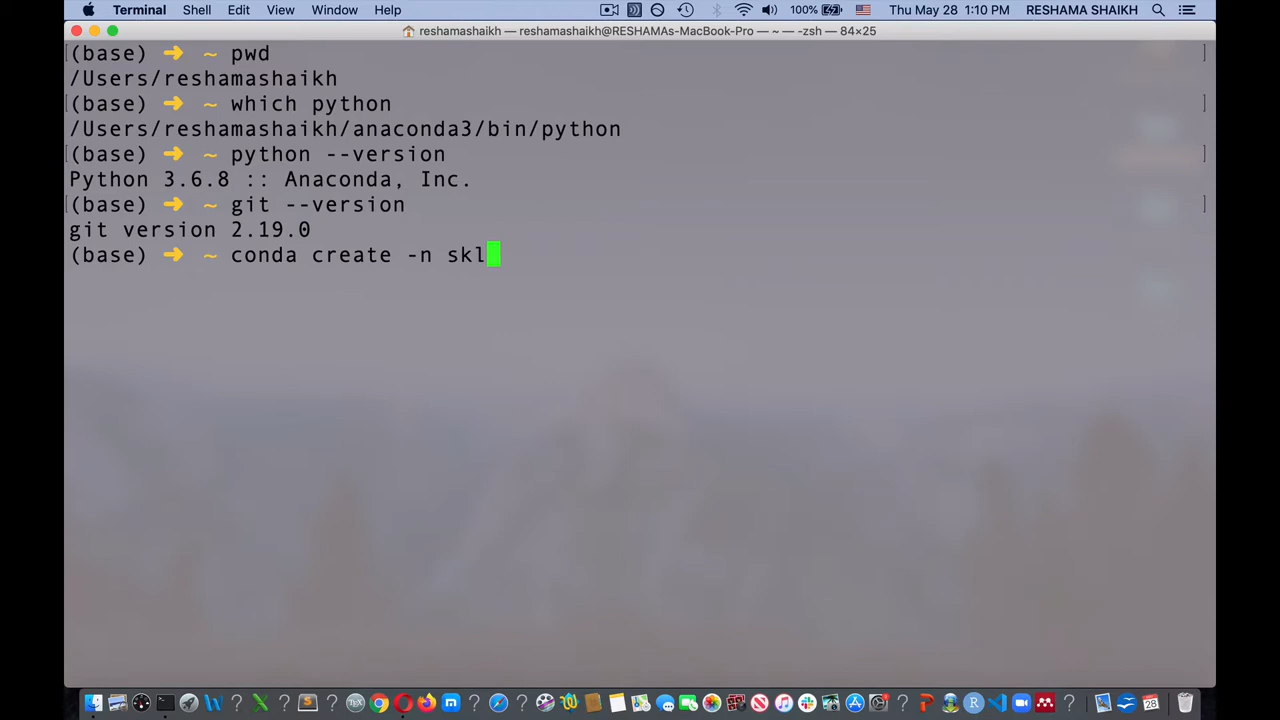 Terminal Shell Edit View Window Help 100% Thu May 28 1:10 PM RESHAMA SHAIKH
reshamashaikh — reshamashaikh@RESHAMAs-MacBook-Pro — ~ — -zsh — 84×25
(base) ➜ ~ pwd
/Users/reshamashaikh
(base) ➜ ~ which python
/Users/reshamashaikh/anaconda3/bin/python
(base) ➜ ~ python --version
Python 3.6.8 :: Anaconda, Inc.
(base) ➜ ~ git --version
git version 2.19.0
(base) ➜ ~ conda create -n skl